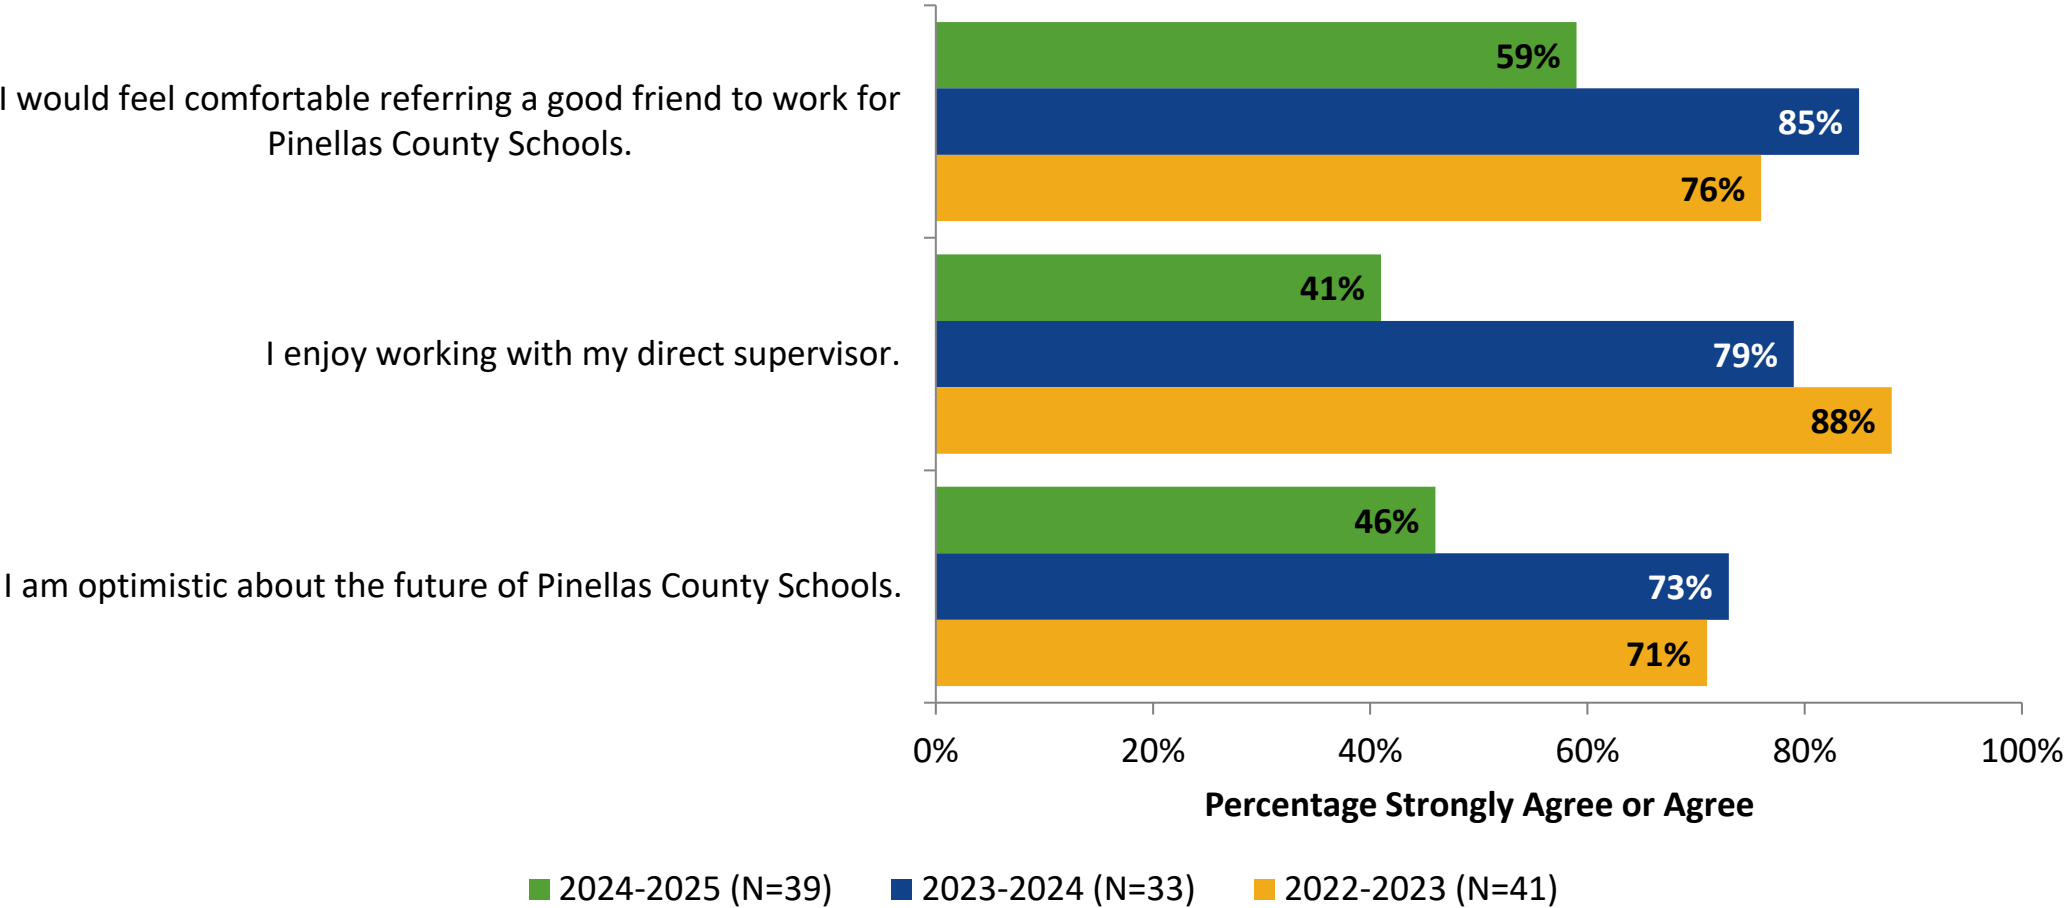 59%
I would feel comfortable referring a good friend to work for
Pinellas County Schools.
85%
76%
41%
I enjoy working with my direct supervisor.
79%
88%
46%
I am optimistic about the future of Pinellas County Schools.
73%
71%
0% 20% 40% 60% 80% 100%
Percentage Strongly Agree or Agree
2024-2025 (N=39) 2023-2024 (N=33) 2022-2023 (N=41)